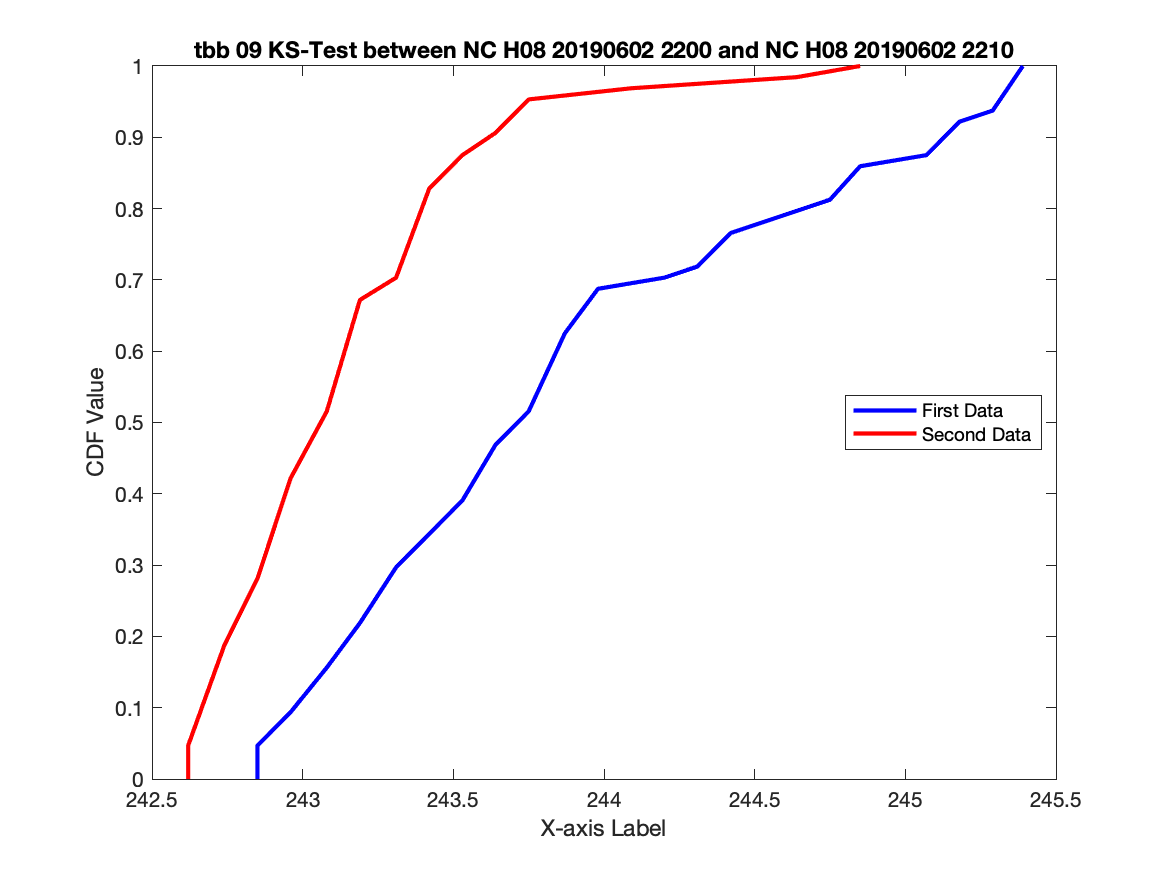 tbb 09 KS-Test between NC H08 20190602 2200 and NC H08 20190602 2210
1
0.9
0.8
0.7
0.6
0.5
0.4
0.3
0.2
0.1
0
CDF Value
First Data
Second Data
242.5 243 243.5 244 244.5 245 245.5
X-axis Label